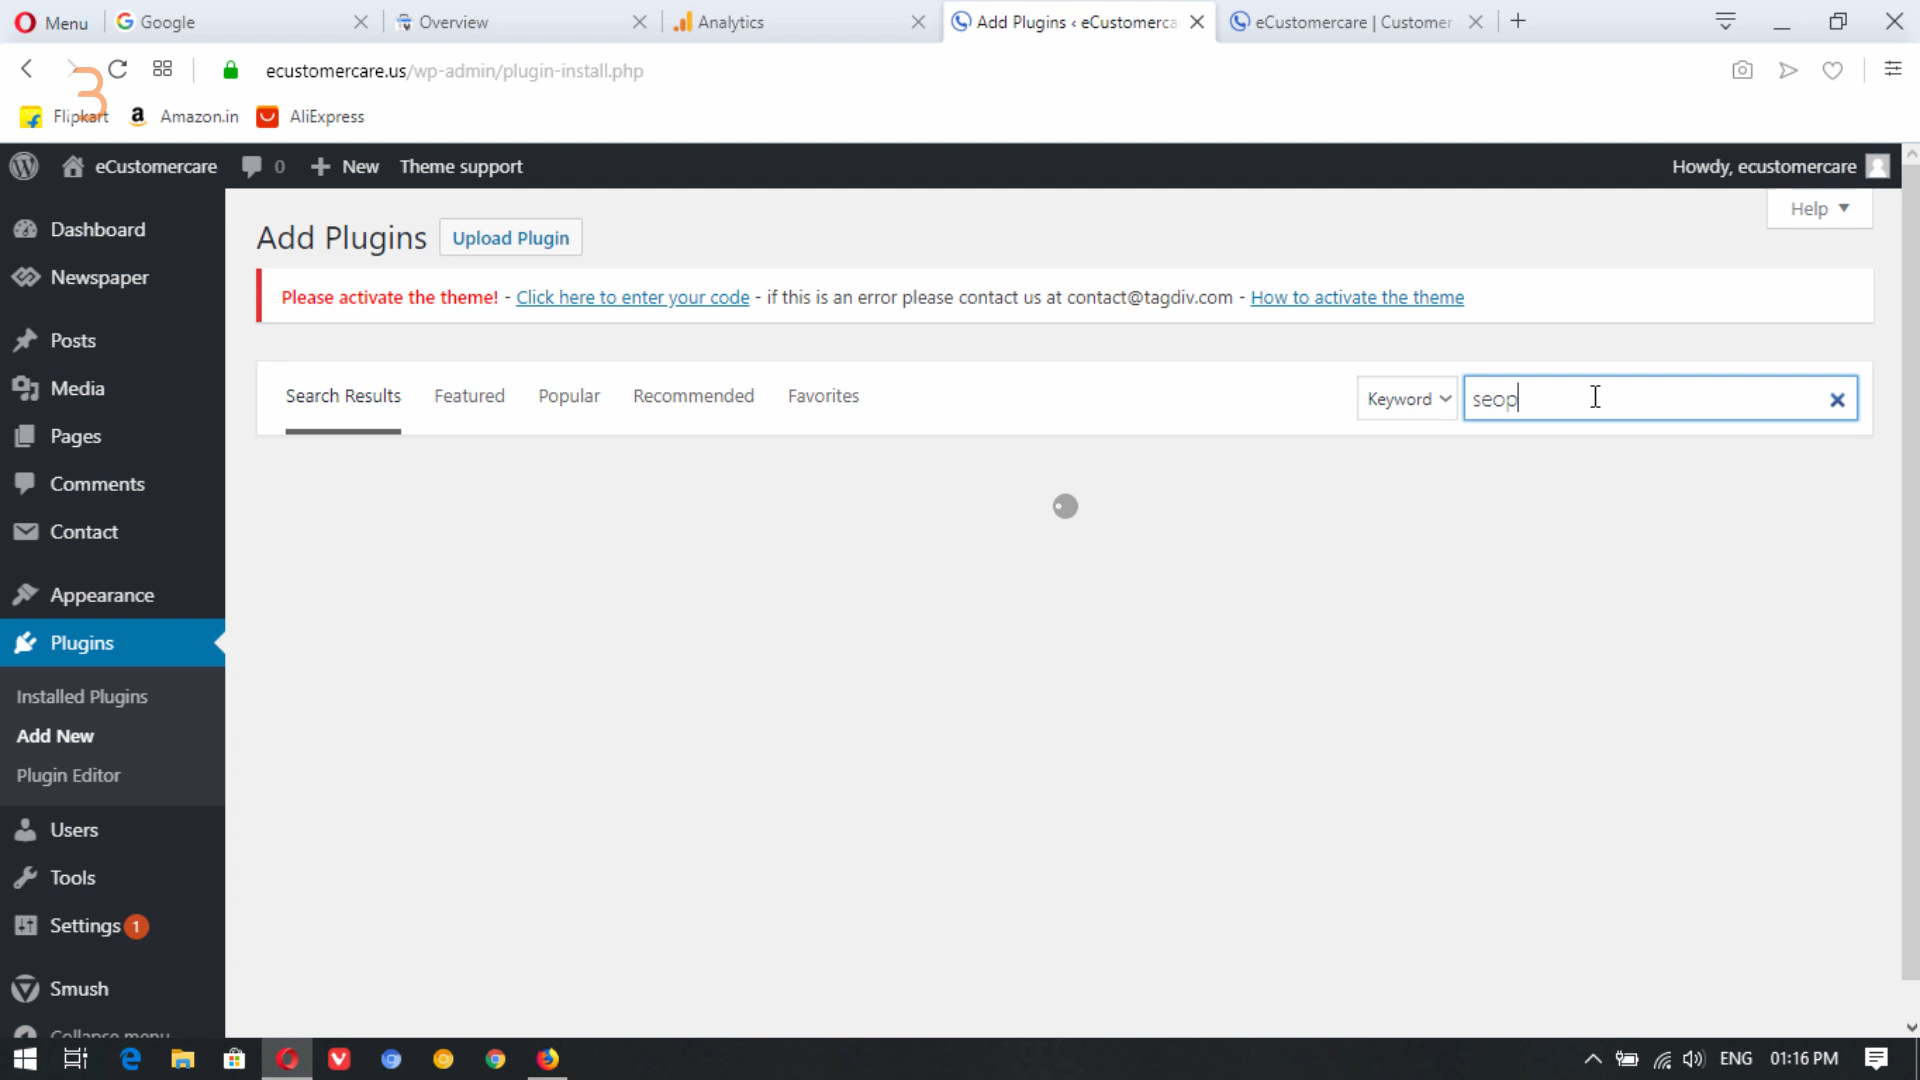 Menu
Google
Overview
Analytics
Add Plugins ‹ eCustomerca
eCustomercare | Customer
ecustomercare.us/wp-admin/plugin-install.php
3
Flipkart
Amazon.in
AliExpress
eCustomercare
0
New
Theme support
Howdy, ecustomercare
Help
Dashboard
Newspaper
Posts
Media
Pages
Comments
Contact
Appearance
Plugins
Installed Plugins
Add New
Plugin Editor
Users
Tools
Settings 1
Smush
Collapse menu
Add Plugins
Upload Plugin
Please activate the theme! - Click here to enter your code - if this is an error please contact us at contact@tagdiv.com - How to activate the theme
Search Results
Featured
Popular
Recommended
Favorites
Keyword
seop
ENG
01:16 PM